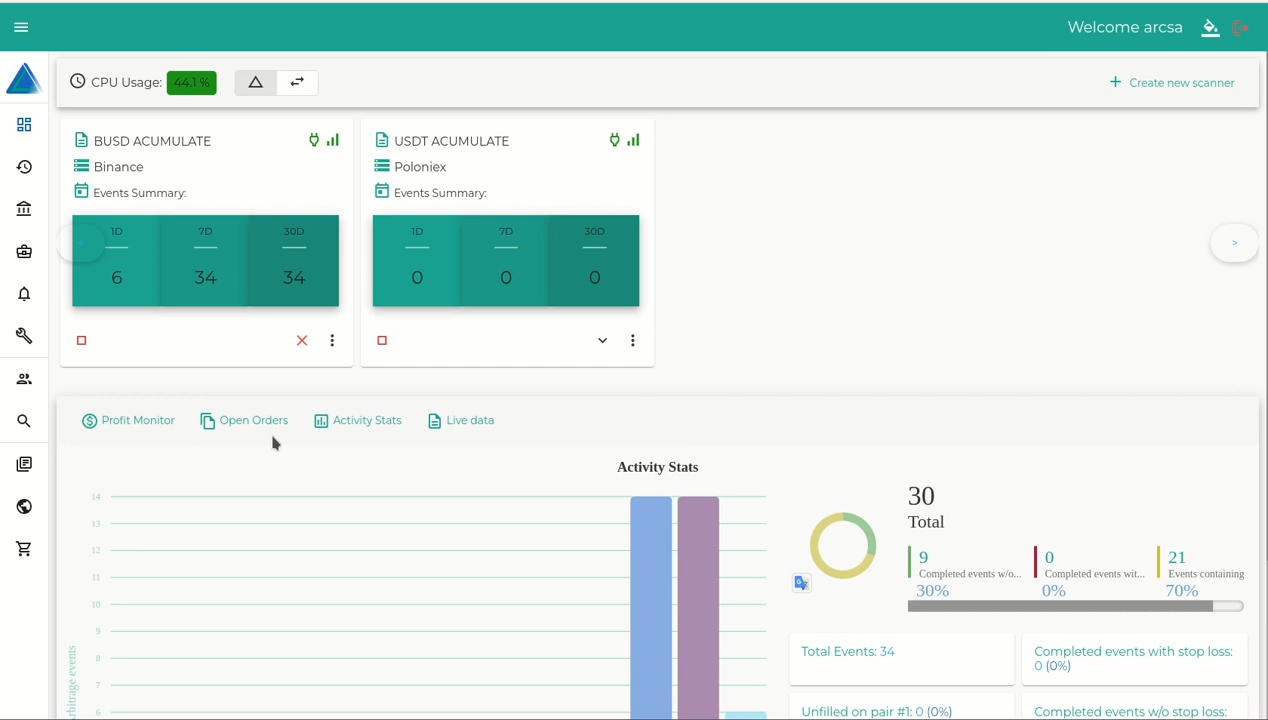 Welcome arcsa
CPU Usage: 44.1 %
+ Create new scanner
BUSD ACUMULATE
Binance
Events Summary:
1D 7D 30D
6 34 34
USDT ACUMULATE
Poloniex
Events Summary:
1D 7D 30D
0 0 0
>
Profit Monitor Open Orders Activity Stats Live data
Activity Stats
14
13
12
11
10
9
8
7
6
Arbitrage events
30
Total
9
Completed events w/o...
30%
0
Completed events wit...
0%
21
Events containing
70%
Total Events: 34
Completed events with stop loss:
0 (0%)
Unfilled on pair #1: 0 (0%)
Completed events w/o stop loss: